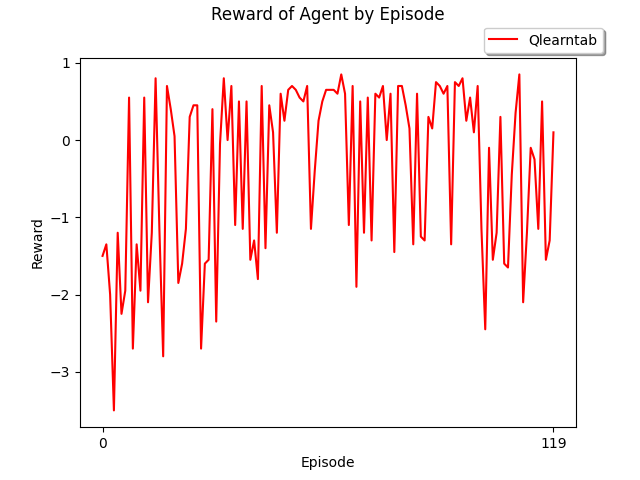 Reward of Agent by Episode
Qlearntab
1
0
−1
−2
−3
Reward
0
119
Episode